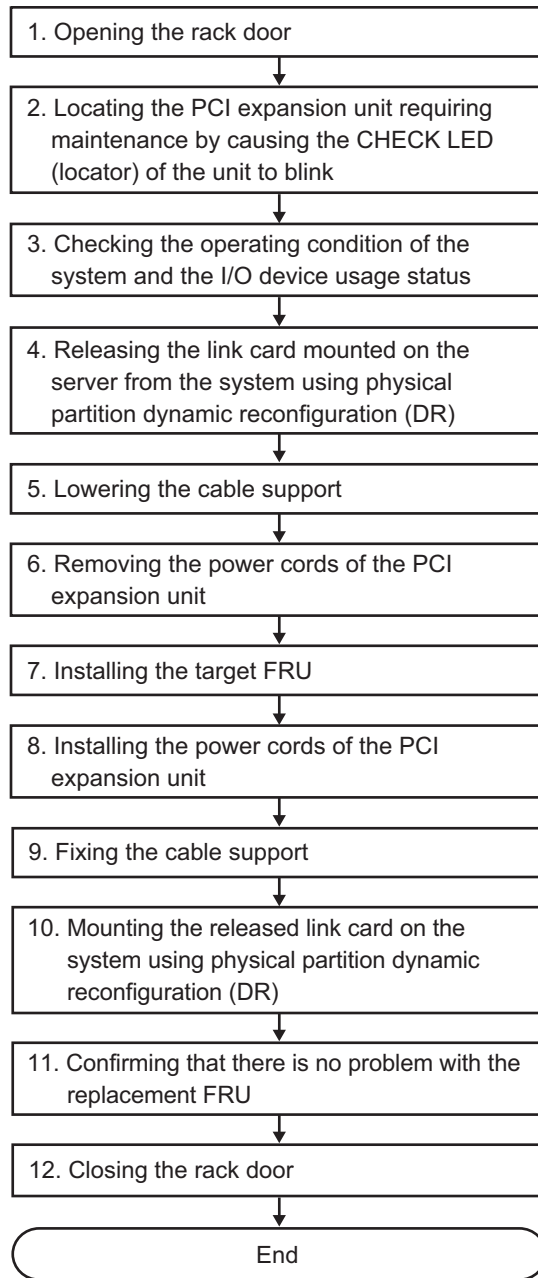 1. Opening the rack door
2. Locating the PCI expansion unit requiring
maintenance by causing the CHECK LED
(locator) of the unit to blink
3. Checking the operating condition of the
system and the I/O device usage status
4. Releasing the link card mounted on the
server from the system using physical
partition dynamic reconfiguration (DR)
5. Lowering the cable support
6. Removing the power cords of the PCI
expansion unit
7. Installing the target FRU
8. Installing the power cords of the PCI
expansion unit
9. Fixing the cable support
10. Mounting the released link card on the
system using physical partition dynamic
reconfiguration (DR)
11. Confirming that there is no problem with the
replacement FRU
12. Closing the rack door
End